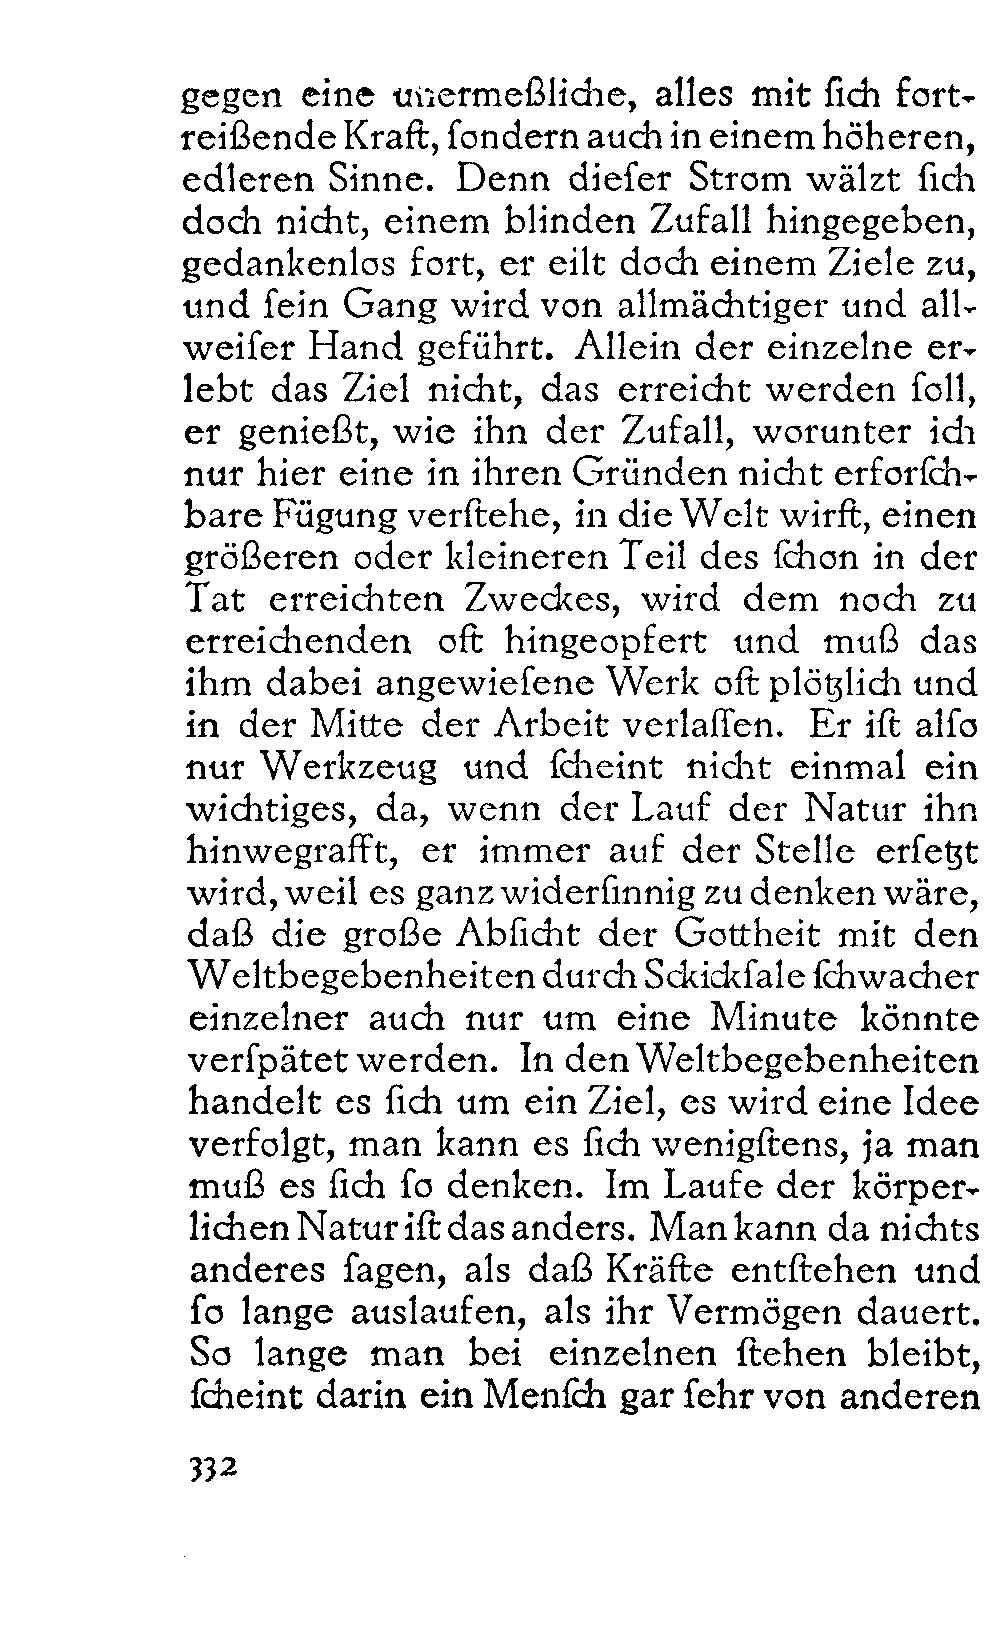 gegen eine unermeßliche, alles mit ſich fort-
reißende Kraft, ſondern auch in einem höheren,
edleren Sinne. Denn dieſer Strom wälzt ſich
doch nicht, einem blinden Zufall hingegeben,
gedankenlos fort, er eilt doch einem Ziele zu,
und ſein Gang wird von allmächtiger und all-
weiſer Hand geführt. Allein der einzelne er-
lebt das Ziel nicht, das erreicht werden ſoll,
er genießt, wie ihn der Zufall, worunter ich
nur hier eine in ihren Gründen nicht erforſch-
bare Fügung verſtehe, in die Welt wirft, einen
größeren oder kleineren Teil des ſchon in der
Tat erreichten Zweckes, wird dem noch zu
erreichenden oft hingeopfert und muß das
ihm dabei angewieſene Werk oft plötzlich und
in der Mitte der Arbeit verlaſſen. Er iſt alſo
nur Werkzeug und ſcheint nicht einmal ein
wichtiges, da, wenn der Lauf der Natur ihn
hinwegrafft, er immer auf der Stelle erſetzt
wird, weil es ganz widerſinnig zu denken wäre,
daß die große Abſicht der Gottheit mit den
Weltbegebenheiten durch Sckickſale ſchwacher
einzelner auch nur um eine Minute könnte
verſpätet werden. In den Weltbegebenheiten
handelt es ſich um ein Ziel, es wird eine Idee
verfolgt, man kann es ſich wenigſtens, ja man
muß es ſich ſo denken. Im Laufe der körper-
lichen Natur iſt das anders. Man kann da nichts
anderes ſagen, als daß Kräfte entſtehen und
ſo lange auslaufen, als ihr Vermögen dauert.
So lange man bei einzelnen ſtehen bleibt,
ſcheint darin ein Menſch gar ſehr von anderen
332